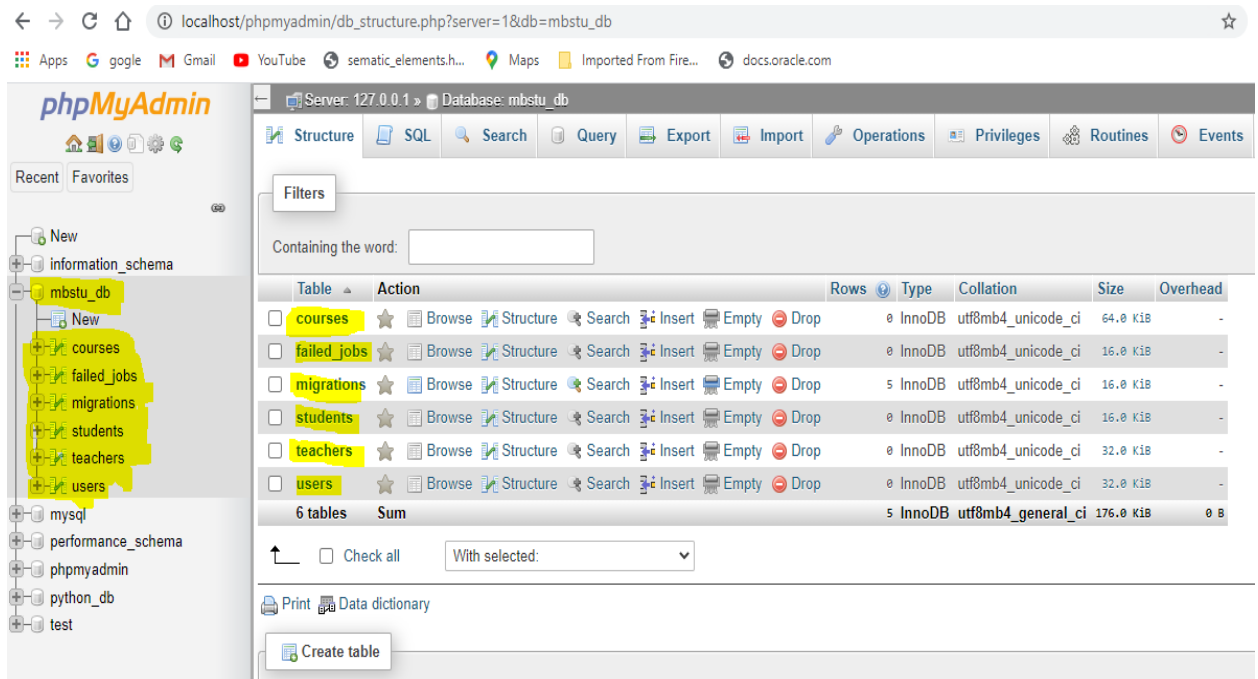 localhost/phpmyadmin/db_structure.php?server=1&db=mbstu_db
Apps gogle Gmail YouTube sematic_elements.h... Maps Imported From Fire... docs.oracle.com
phpMyAdmin
Recent Favorites
New
information_schema
mbstu_db
New
courses
failed_jobs
migrations
students
teachers
users
mysql
performance_schema
phpmyadmin
python_db
test
Server: 127.0.0.1 » Database: mbstu_db
Structure SQL Search Query Export Import Operations Privileges Routines Events
Filters
Containing the word:
Table Action Rows Type Collation Size Overhead
courses Browse Structure Search Insert Empty Drop 0 InnoDB utf8mb4_unicode_ci 64.0 KiB -
failed_jobs Browse Structure Search Insert Empty Drop 0 InnoDB utf8mb4_unicode_ci 16.0 KiB -
migrations Browse Structure Search Insert Empty Drop 5 InnoDB utf8mb4_unicode_ci 16.0 KiB -
students Browse Structure Search Insert Empty Drop 0 InnoDB utf8mb4_unicode_ci 16.0 KiB -
teachers Browse Structure Search Insert Empty Drop 0 InnoDB utf8mb4_unicode_ci 32.0 KiB -
users Browse Structure Search Insert Empty Drop 0 InnoDB utf8mb4_unicode_ci 32.0 KiB -
6 tables Sum 5 InnoDB utf8mb4_general_ci 176.0 KiB 0 B
Check all With selected:
Print Data dictionary
Create table